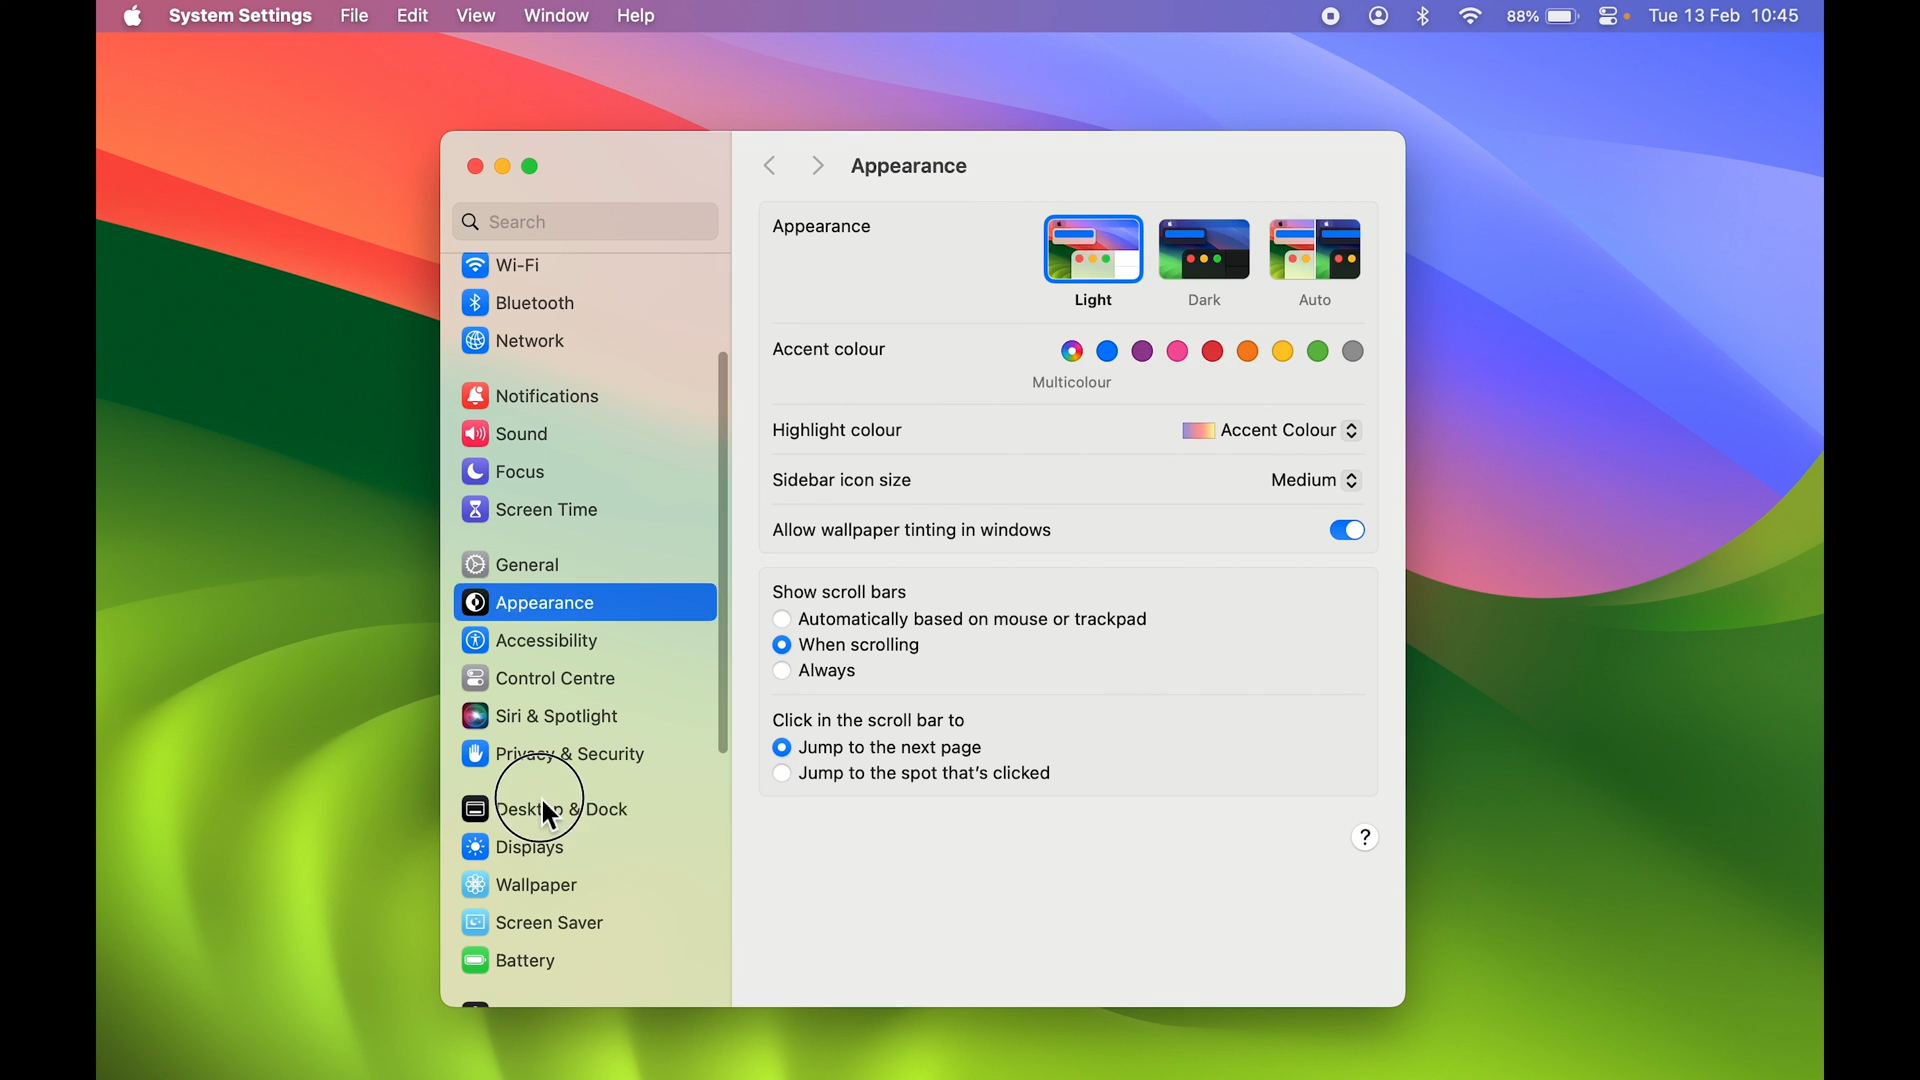 System Settings File Edit View Window Help 88% Tue 13 Feb 10:45
Search
Wi-Fi
Bluetooth
Network
Notifications
Sound
Focus
Screen Time
General
Appearance
Accessibility
Control Centre
Siri & Spotlight
Privacy & Security
Desktop & Dock
Displays
Wallpaper
Screen Saver
Battery
Appearance
Appearance
Light Dark Auto
Accent colour
Multicolour
Highlight colour Accent Colour
Sidebar icon size Medium
Allow wallpaper tinting in windows
Show scroll bars
Automatically based on mouse or trackpad
When scrolling
Always
Click in the scroll bar to
Jump to the next page
Jump to the spot that's clicked
?